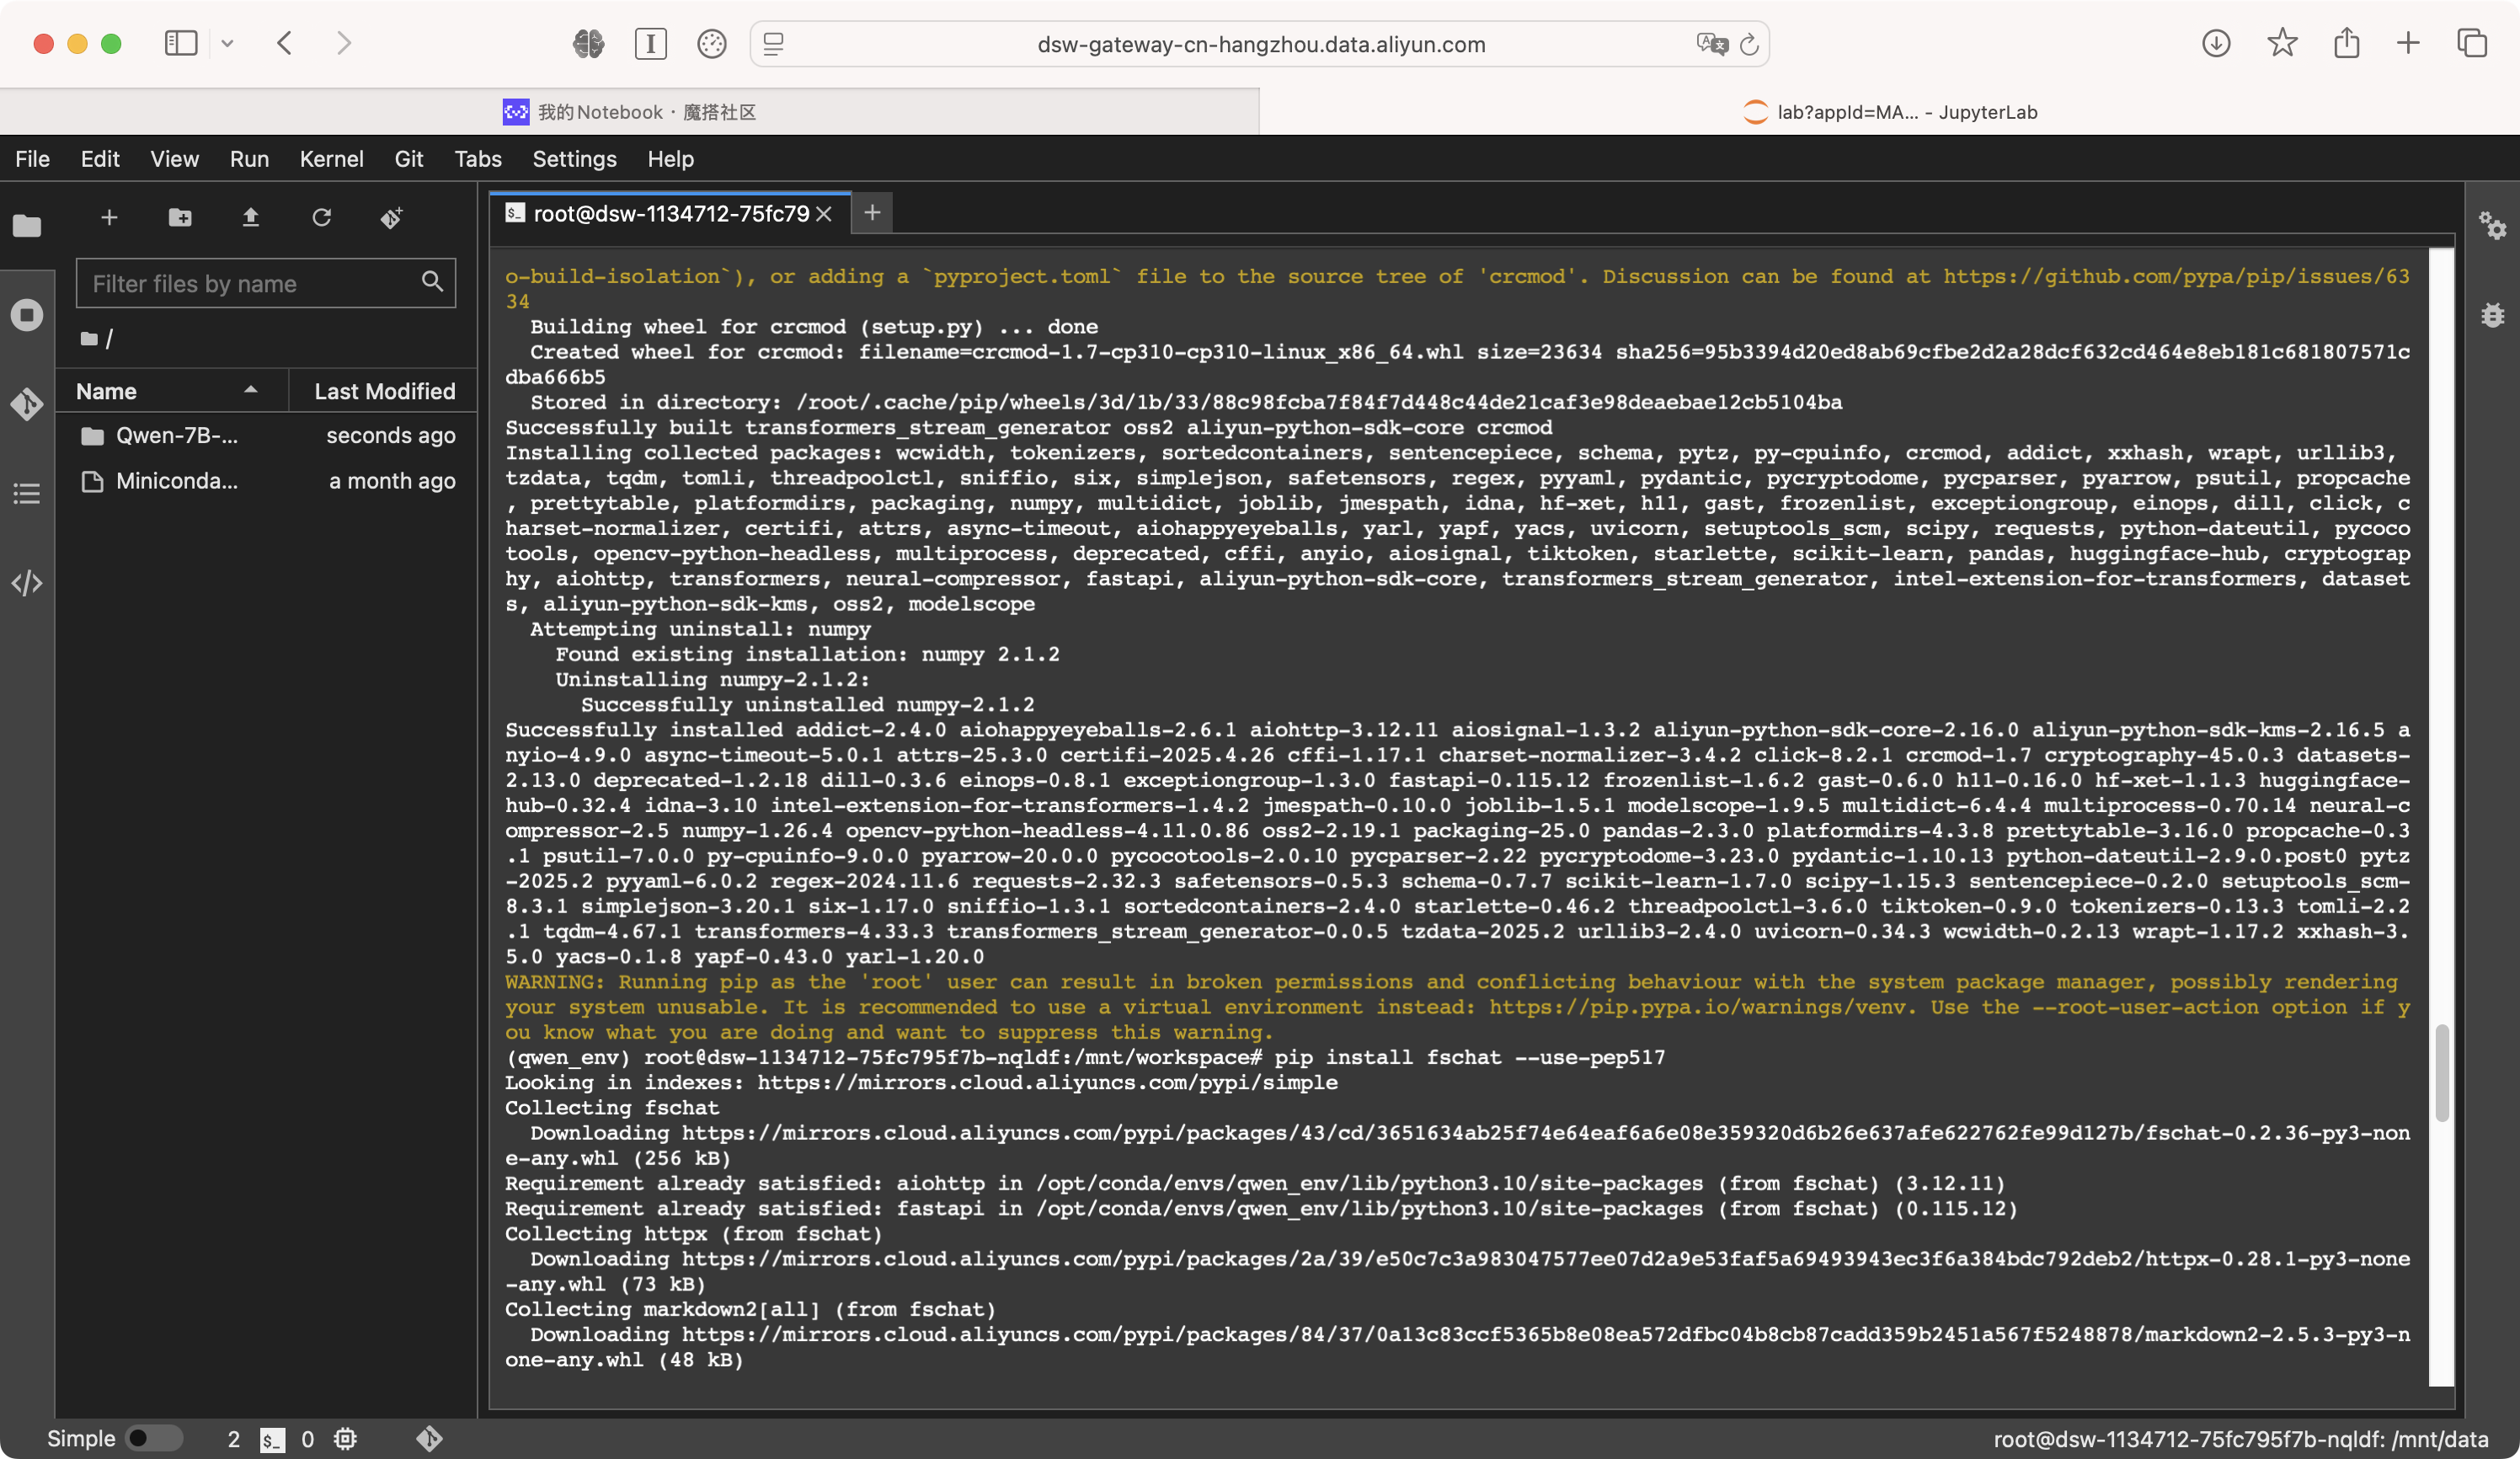 dsw-gateway-cn-hangzhou.data.aliyun.com
我的Notebook · 魔搭社区
lab?appId=MA... - JupyterLab
File Edit View Run Kernel Git Tabs Settings Help
root@dsw-1134712-75fc79
Filter files by name
/
Name Last Modified
Qwen-7B-... seconds ago
Miniconda... a month ago
o-build-isolation`), or adding a `pyproject.toml` file to the source tree of 'crcmod'. Discussion can be found at https://github.com/pypa/pip/issues/63
34
Building wheel for crcmod (setup.py) ... done
Created wheel for crcmod: filename=crcmod-1.7-cp310-cp310-linux_x86_64.whl size=23634 sha256=95b3394d20ed8ab69cfbe2d2a28dcf632cd464e8eb181c681807571c
dba666b5
Stored in directory: /root/.cache/pip/wheels/3d/1b/33/88c98fcba7f84f7d448c44de21caf3e98deaebae12cb5104ba
Successfully built transformers_stream_generator oss2 aliyun-python-sdk-core crcmod
Installing collected packages: wcwidth, tokenizers, sortedcontainers, sentencepiece, schema, pytz, py-cpuinfo, crcmod, addict, xxhash, wrapt, urllib3,
tzdata, tqdm, tomli, threadpoolctl, sniffio, six, simplejson, safetensors, regex, pyyaml, pydantic, pycryptodome, pycparser, pyarrow, psutil, propcache
, prettytable, platformdirs, packaging, numpy, multidict, joblib, jmespath, idna, hf-xet, h11, gast, frozenlist, exceptiongroup, einops, dill, click, c
harset-normalizer, certifi, attrs, async-timeout, aiohappyeyeballs, yarl, yapf, yacs, uvicorn, setuptools_scm, scipy, requests, python-dateutil, pycoco
tools, opencv-python-headless, multiprocess, deprecated, cffi, anyio, aiosignal, tiktoken, starlette, scikit-learn, pandas, huggingface-hub, cryptograp
hy, aiohttp, transformers, neural-compressor, fastapi, aliyun-python-sdk-core, transformers_stream_generator, intel-extension-for-transformers, dataset
s, aliyun-python-sdk-kms, oss2, modelscope
Attempting uninstall: numpy
Found existing installation: numpy 2.1.2
Uninstalling numpy-2.1.2:
Successfully uninstalled numpy-2.1.2
Successfully installed addict-2.4.0 aiohappyeyeballs-2.6.1 aiohttp-3.12.11 aiosignal-1.3.2 aliyun-python-sdk-core-2.16.0 aliyun-python-sdk-kms-2.16.5 a
nyio-4.9.0 async-timeout-5.0.1 attrs-25.3.0 certifi-2025.4.26 cffi-1.17.1 charset-normalizer-3.4.2 click-8.2.1 crcmod-1.7 cryptography-45.0.3 datasets-
2.13.0 deprecated-1.2.18 dill-0.3.6 einops-0.8.1 exceptiongroup-1.3.0 fastapi-0.115.12 frozenlist-1.6.2 gast-0.6.0 h11-0.16.0 hf-xet-1.1.3 huggingface-
hub-0.32.4 idna-3.10 intel-extension-for-transformers-1.4.2 jmespath-0.10.0 joblib-1.5.1 modelscope-1.9.5 multidict-6.4.4 multiprocess-0.70.14 neural-c
ompressor-2.5 numpy-1.26.4 opencv-python-headless-4.11.0.86 oss2-2.19.1 packaging-25.0 pandas-2.3.0 platformdirs-4.3.8 prettytable-3.16.0 propcache-0.3
.1 psutil-7.0.0 py-cpuinfo-9.0.0 pyarrow-20.0.0 pycocotools-2.0.10 pycparser-2.22 pycryptodome-3.23.0 pydantic-1.10.13 python-dateutil-2.9.0.post0 pytz
-2025.2 pyyaml-6.0.2 regex-2024.11.6 requests-2.32.3 safetensors-0.5.3 schema-0.7.7 scikit-learn-1.7.0 scipy-1.15.3 sentencepiece-0.2.0 setuptools_scm-
8.3.1 simplejson-3.20.1 six-1.17.0 sniffio-1.3.1 sortedcontainers-2.4.0 starlette-0.46.2 threadpoolctl-3.6.0 tiktoken-0.9.0 tokenizers-0.13.3 tomli-2.2
.1 tqdm-4.67.1 transformers-4.33.3 transformers_stream_generator-0.0.5 tzdata-2025.2 urllib3-2.4.0 uvicorn-0.34.3 wcwidth-0.2.13 wrapt-1.17.2 xxhash-3.
5.0 yacs-0.1.8 yapf-0.43.0 yarl-1.20.0
WARNING: Running pip as the 'root' user can result in broken permissions and conflicting behaviour with the system package manager, possibly rendering
your system unusable. It is recommended to use a virtual environment instead: https://pip.pypa.io/warnings/venv. Use the --root-user-action option if y
ou know what you are doing and want to suppress this warning.
(qwen_env) root@dsw-1134712-75fc795f7b-nqldf:/mnt/workspace# pip install fschat --use-pep517
Looking in indexes: https://mirrors.cloud.aliyuncs.com/pypi/simple
Collecting fschat
Downloading https://mirrors.cloud.aliyuncs.com/pypi/packages/43/cd/3651634ab25f74e64eaf6a6e08e359320d6b26e637afe622762fe99d127b/fschat-0.2.36-py3-non
e-any.whl (256 kB)
Requirement already satisfied: aiohttp in /opt/conda/envs/qwen_env/lib/python3.10/site-packages (from fschat) (3.12.11)
Requirement already satisfied: fastapi in /opt/conda/envs/qwen_env/lib/python3.10/site-packages (from fschat) (0.115.12)
Collecting httpx (from fschat)
Downloading https://mirrors.cloud.aliyuncs.com/pypi/packages/2a/39/e50c7c3a983047577ee07d2a9e53faf5a69493943ec3f6a384bdc792deb2/httpx-0.28.1-py3-none
-any.whl (73 kB)
Collecting markdown2[all] (from fschat)
Downloading https://mirrors.cloud.aliyuncs.com/pypi/packages/84/37/0a13c83ccf5365b8e08ea572dfbc04b8cb87cadd359b2451a567f5248878/markdown2-2.5.3-py3-n
one-any.whl (48 kB)
Simple 2 0 root@dsw-1134712-75fc795f7b-nqldf: /mnt/data